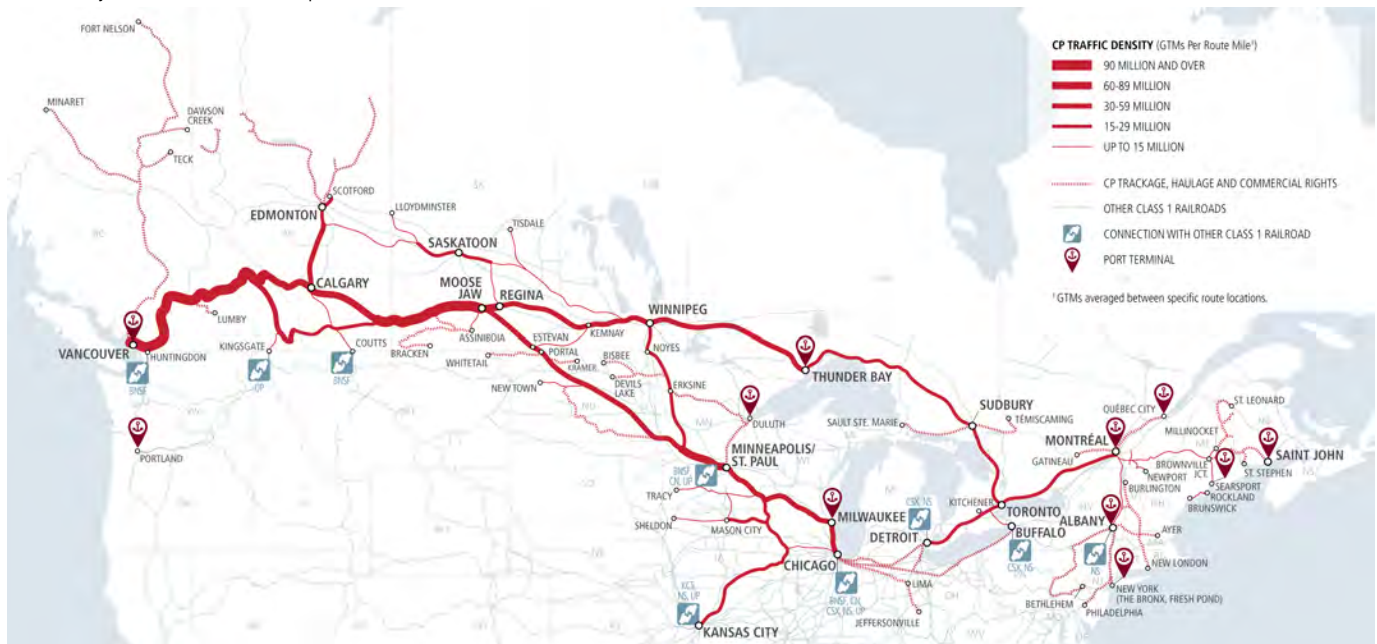 FORT NELSON
MINARET
DAWSON
CREEK
TECK
SCOTFORD
EDMONTON
LLOYDMINSTER
TISDALE
SASKATOON
CALGARY
MOOSE
JAW
REGINA
WINNIPEG
LUMBY
VANCOUVER
HUNTINGDON
BNSF
KINGSGATE
UP
COUTTS
BNSF
ASSINIBOIA
BRACKEN
ESTEVAN
KEMNAY
PORTAL
WHITETAIL
KRAMER
BISBEE
NOYES
DEVILS
LAKE
NEW TOWN
ERKSINE
THUNDER BAY
DULUTH
PORTLAND
MINNEAPOLIS/
ST. PAUL
BNSF,
CN, UP
TRACY
SHELDON
MASON CITY
MILWAUKEE
CHICAGO
BNSF, CN,
CSX, NS, UP
KCS,
NS, UP
KANSAS CITY
SUDBURY
SAULT STE. MARIE
TÉMISCAMING
CSX, NS
DETROIT
KITCHENER
TORONTO
BUFFALO
CSX, NS
LIMA
JEFFERSONVILLE
MONTRÉAL
GATINEAU
QUÉBEC CITY
ST. LEONARD
MILLINOCKET
BROWNVILLE
JCT.
SAINT JOHN
ST. STEPHEN
SEARSPORT
ROCKLAND
BRUNSWICK
NEWPORT
BURLINGTON
ALBANY
AYER
NS
NEW LONDON
NEW YORK
(THE BRONX, FRESH POND)
BETHLEHEM
PHILADELPHIA
CP TRAFFIC DENSITY (GTMs Per Route Mile¹)
90 MILLION AND OVER
60-89 MILLION
30-59 MILLION
15-29 MILLION
UP TO 15 MILLION
CP TRACKAGE, HAULAGE AND COMMERCIAL RIGHTS
OTHER CLASS 1 RAILROADS
CONNECTION WITH OTHER CLASS 1 RAILROAD
PORT TERMINAL
¹ GTMs averaged between specific route locations.